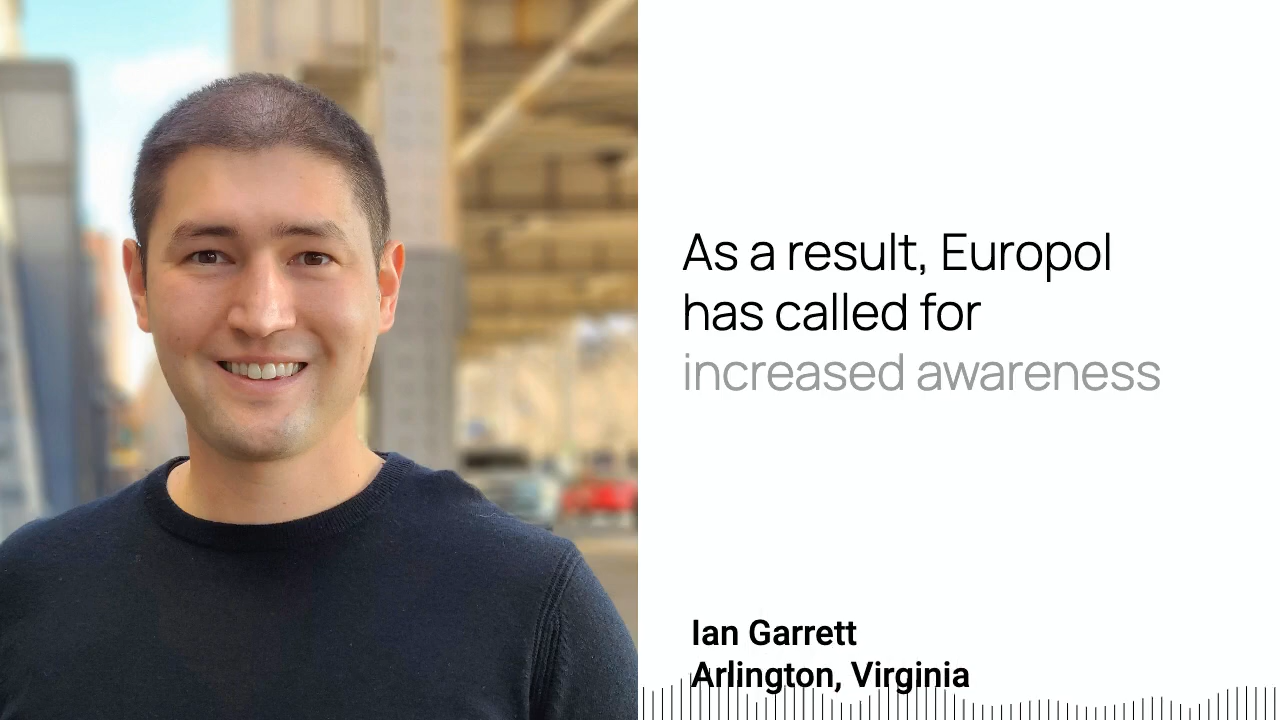 As a result, Europol
has called for
increased awareness
Ian Garrett
Arlington, Virginia